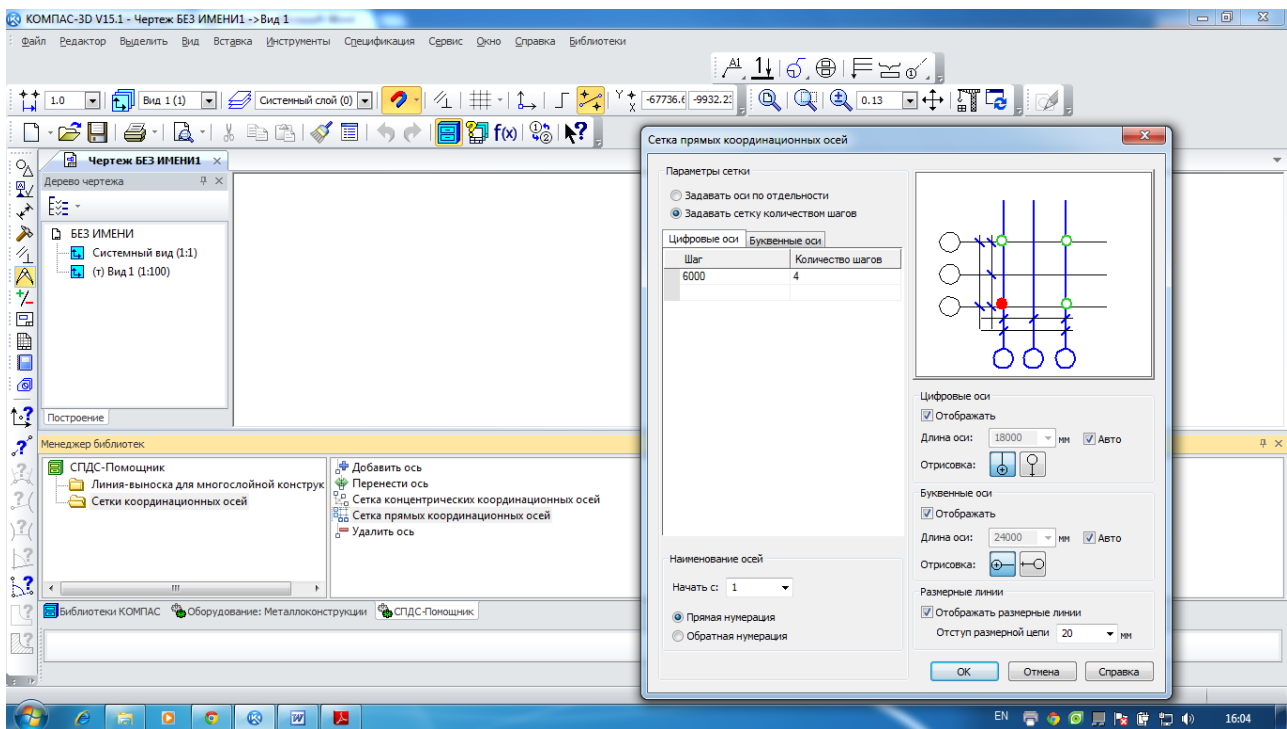 КОМПАС-3D V15.1 - Чертеж БЕЗ ИМЕНИ1 ->Вид 1
Файл Редактор Выделить Вид Вставка Инструменты Спецификация Сервис Окно Справка Библиотеки
1.0 Вид 1 (1) Системный слой (0) -67736.6 -9932.2 0.13
f(x)
Чертеж БЕЗ ИМЕНИ1
Дерево чертежа
БЕЗ ИМЕНИ
Системный вид (1:1)
(т) Вид 1 (1:100)
Построение
Менеджер библиотек
СПДС-Помощник
Линия-выноска для многослойной конструк
Сетки координационных осей
Добавить ось
Перенести ось
Сетка концентрических координационных осей
Сетка прямых координационных осей
Удалить ось
Библиотеки КОМПАС Оборудование: Металлоконструкции СПДС-Помощник
Сетка прямых координационных осей
Параметры сетки
Задавать оси по отдельности
Задавать сетку количеством шагов
Цифровые оси Буквенные оси
Шаг Количество шагов
6000 4
Наименование осей
Начать с: 1
Прямая нумерация
Обратная нумерация
Цифровые оси
Отображать
Длина оси: 18000 мм Авто
Отрисовка:
Буквенные оси
Отображать
Длина оси: 24000 мм Авто
Отрисовка:
Размерные линии
Отображать размерные линии
Отступ размерной цепи 20 мм
ОК Отмена Справка
EN 16:04